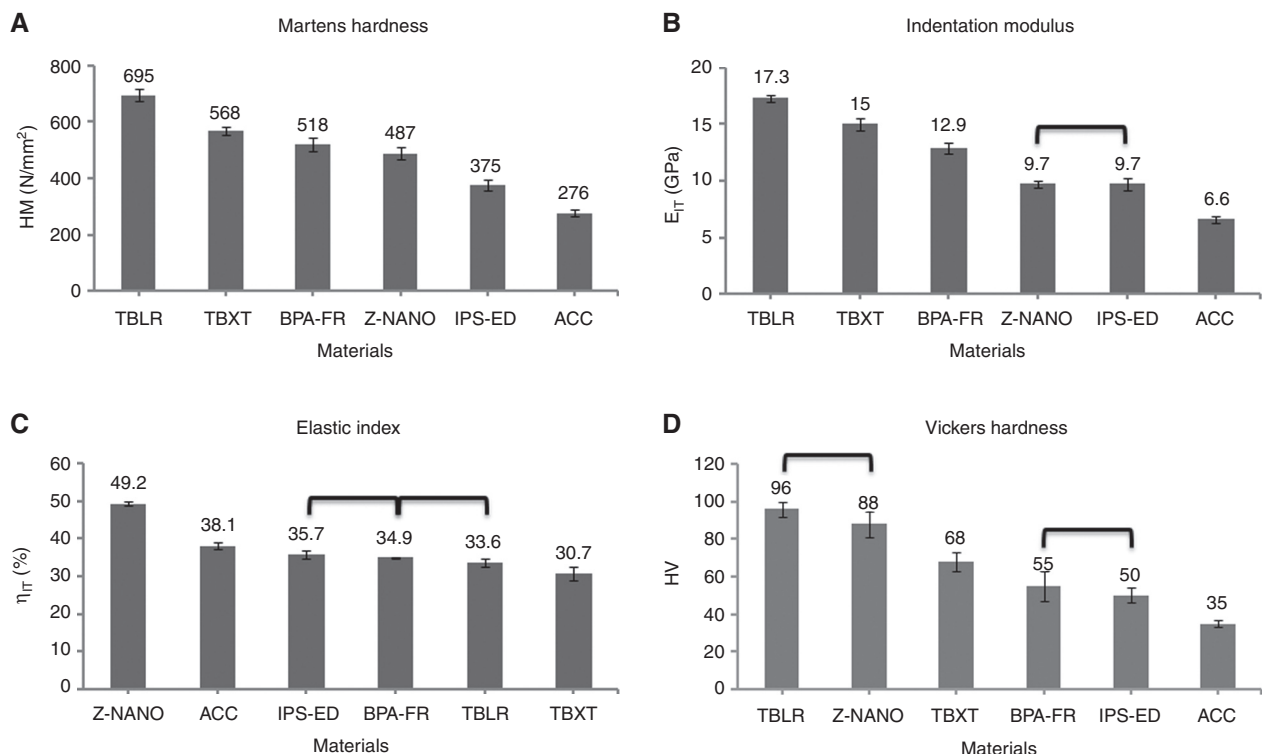 A
Martens hardness
HM (N/mm²)
800
600
400
200
0
695
568
518
487
375
276
TBLR TBXT BPA-FR Z-NANO IPS-ED ACC
Materials
B
Indentation modulus
E_IT (GPa)
20
15
10
5
0
17.3
15
12.9
9.7
9.7
6.6
TBLR TBXT BPA-FR Z-NANO IPS-ED ACC
Materials
C
Elastic index
η_IT (%)
60
50
40
30
20
10
0
49.2
38.1
35.7
34.9
33.6
30.7
Z-NANO ACC IPS-ED BPA-FR TBLR TBXT
Materials
D
Vickers hardness
HV
120
100
80
60
40
20
0
96
88
68
55
50
35
TBLR Z-NANO TBXT BPA-FR IPS-ED ACC
Materials